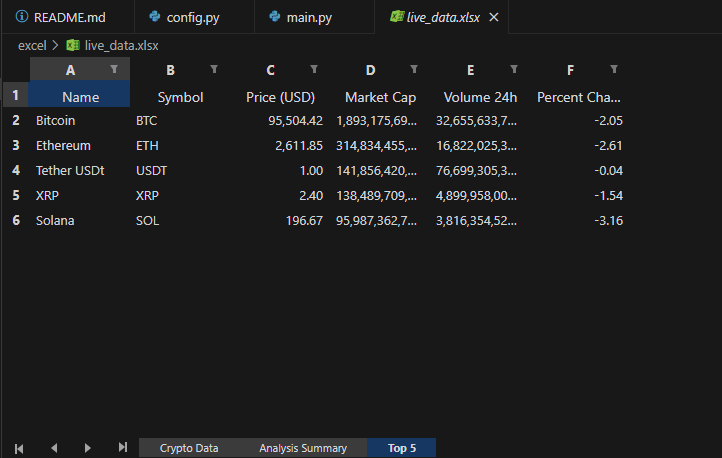 README.md config.py main.py live_data.xlsx
excel > live_data.xlsx
A B C D E F
1 Name Symbol Price (USD) Market Cap Volume 24h Percent Cha...
2 Bitcoin BTC 95,504.42 1,893,175,69... 32,655,633,7... -2.05
3 Ethereum ETH 2,611.85 314,834,455,... 16,822,025,3... -2.61
4 Tether USDt USDT 1.00 141,856,420,... 76,699,305,3... -0.04
5 XRP XRP 2.40 138,489,709,... 4,899,958,00... -1.54
6 Solana SOL 196.67 95,987,362,7... 3,816,354,52... -3.16
Crypto Data Analysis Summary Top 5